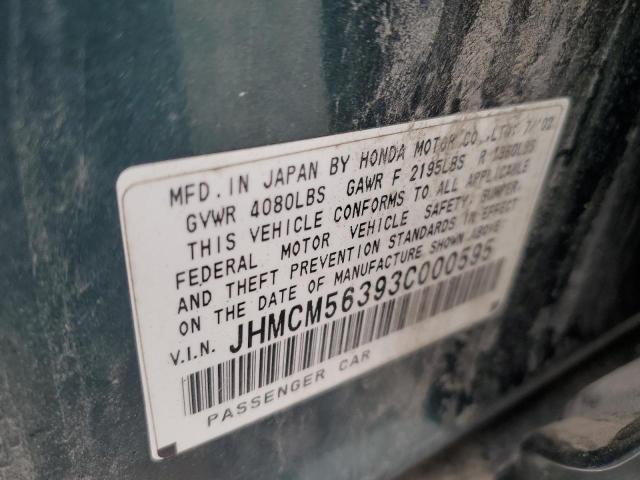 MFD. IN JAPAN BY HONDA MOTOR CO.,LTD. 7/'02
GVWR 4080LBS GAWR F 2195LBS R 1960LBS
THIS VEHICLE CONFORMS TO ALL APPLICABLE
FEDERAL MOTOR VEHICLE SAFETY, BUMPER,
AND THEFT PREVENTION STANDARDS IN EFFECT
ON THE DATE OF MANUFACTURE SHOWN ABOVE.
V.I.N. JHMCM56393C000595
PASSENGER CAR